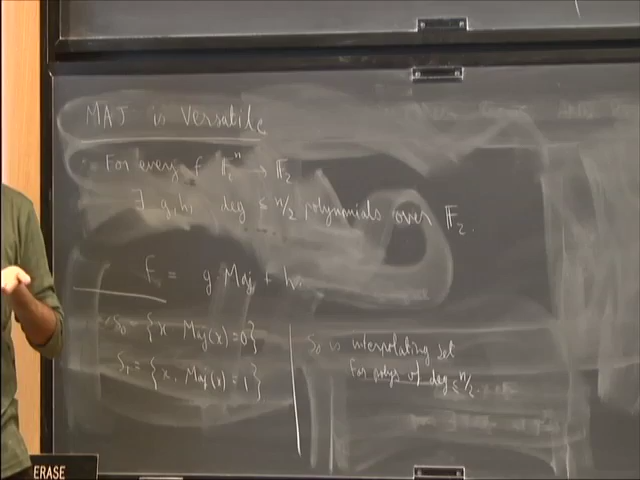 MAJ is Versatile
For every f F₂ⁿ → F₂
∃ g, h, deg ≤ n/2 polynomials over F₂.
f = g Maj + h.
S₀ = {x Maj(x) = 0}
S₁ = {x. Maj(x) = 1}
S₀ is interpolating set
for polys of deg ≤ n/2.
ERASE